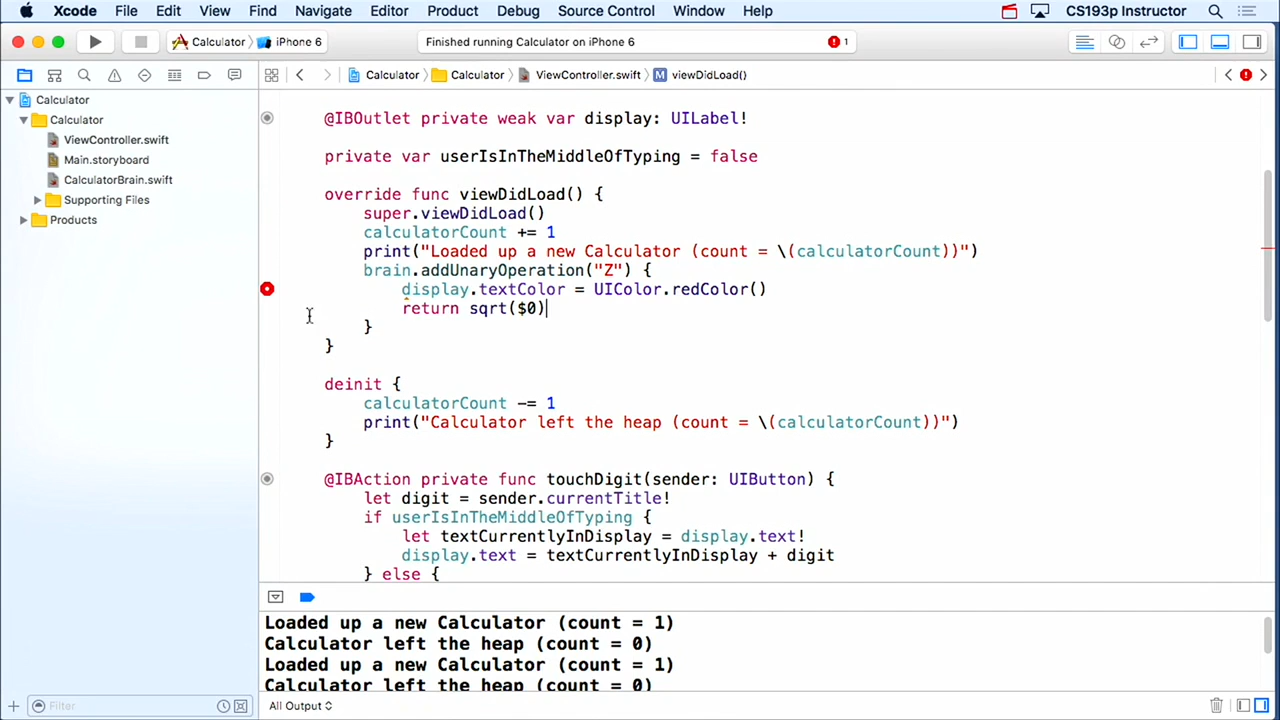 Xcode File Edit View Find Navigate Editor Product Debug Source Control Window Help CS193p Instructor
Calculator iPhone 6 Finished running Calculator on iPhone 6 1
Calculator Calculator ViewController.swift M viewDidLoad()
Calculator
Calculator
ViewController.swift
Main.storyboard
CalculatorBrain.swift
Supporting Files
Products
@IBOutlet private weak var display: UILabel!
private var userIsInTheMiddleOfTyping = false
override func viewDidLoad() {
super.viewDidLoad()
calculatorCount += 1
print("Loaded up a new Calculator (count = \(calculatorCount))")
brain.addUnaryOperation("Z") {
display.textColor = UIColor.redColor()
return sqrt($0)
}
}
deinit {
calculatorCount -= 1
print("Calculator left the heap (count = \(calculatorCount))")
}
@IBAction private func touchDigit(sender: UIButton) {
let digit = sender.currentTitle!
if userIsInTheMiddleOfTyping {
let textCurrentlyInDisplay = display.text!
display.text = textCurrentlyInDisplay + digit
} else {
Loaded up a new Calculator (count = 1)
Calculator left the heap (count = 0)
Loaded up a new Calculator (count = 1)
Calculator left the heap (count = 0)
Filter
All Output